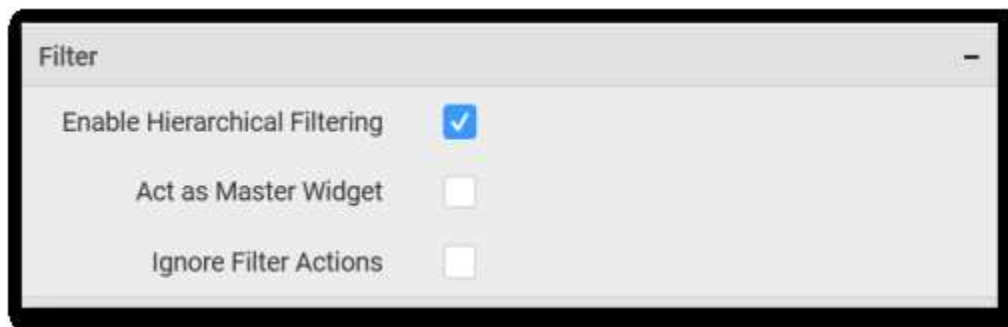 Filter
Enable Hierarchical Filtering
Act as Master Widget
Ignore Filter Actions